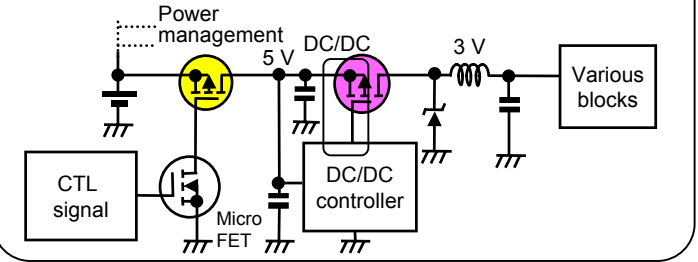 Power
management
5 V
DC/DC
3 V
Various
blocks
CTL
signal
Micro
FET
DC/DC
controller